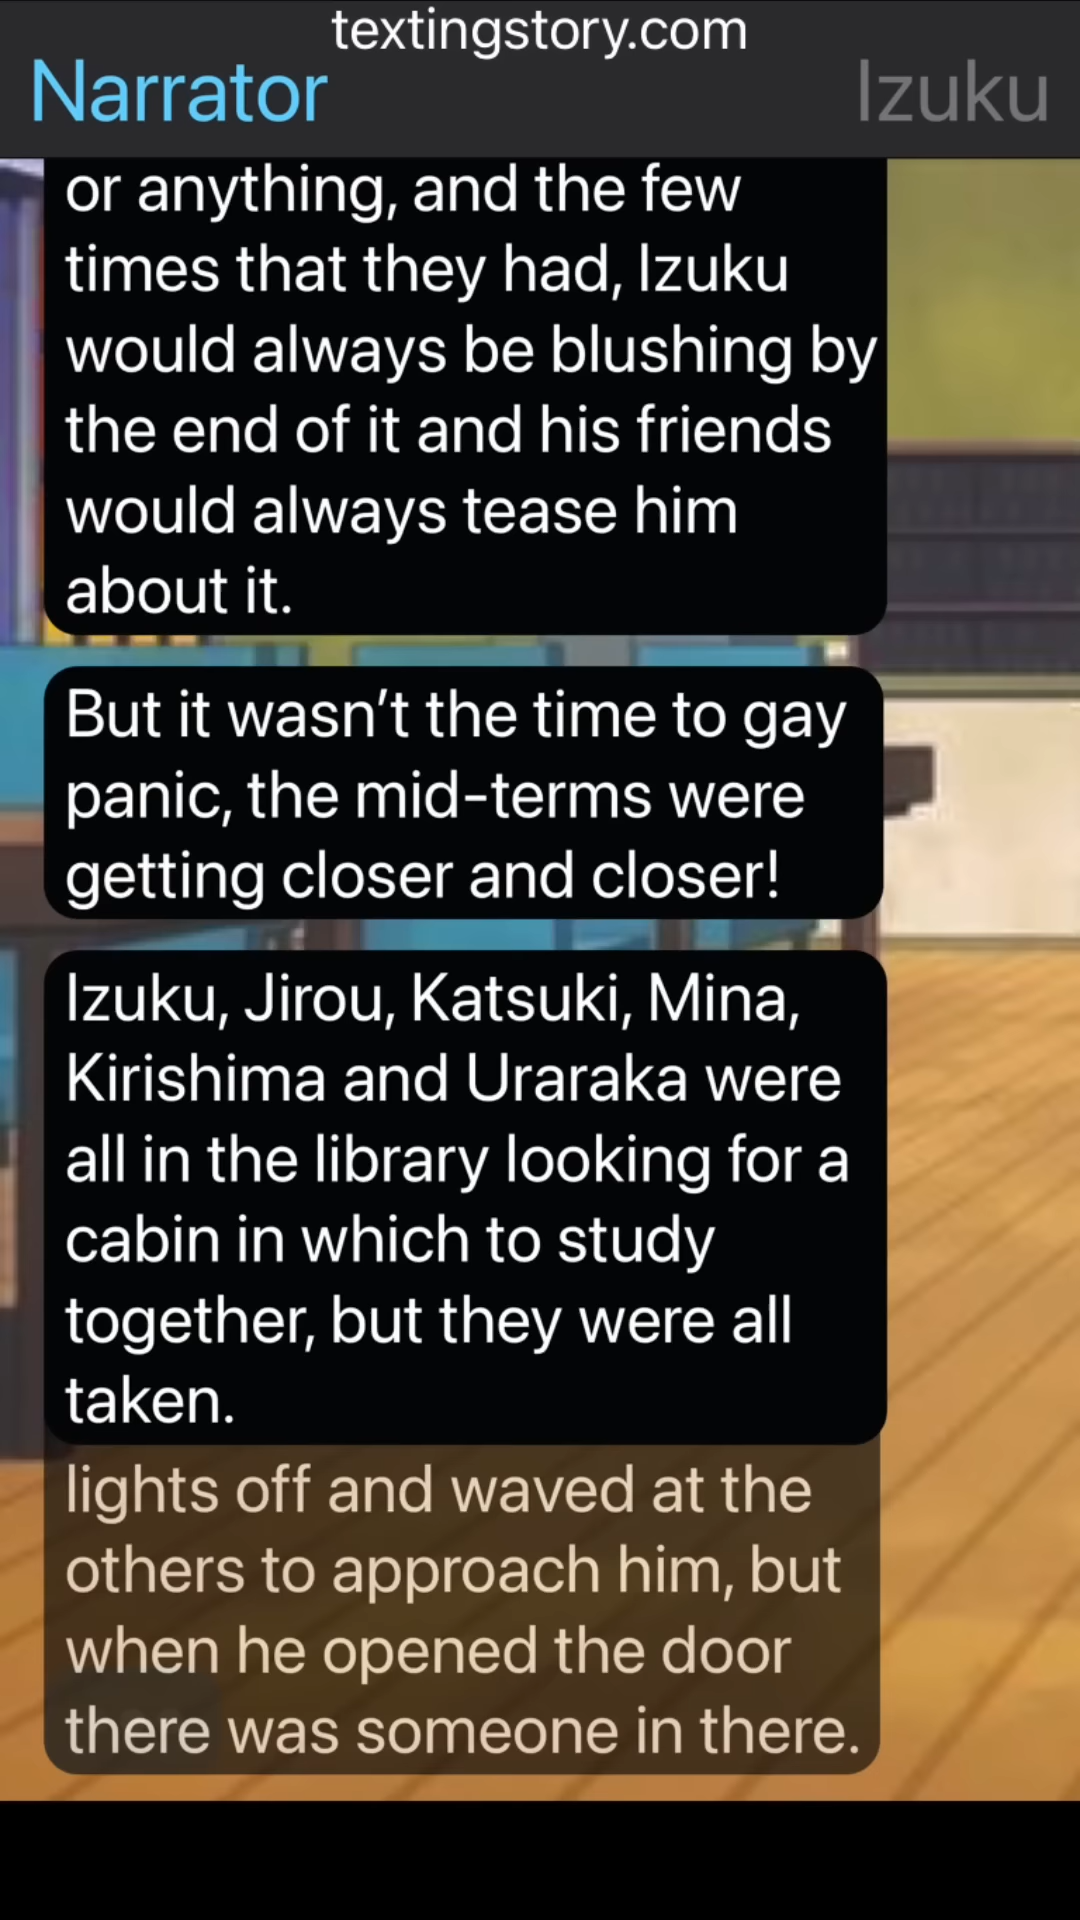 textingstory.com
Narrator
Izuku
or anything, and the few
times that they had, Izuku
would always be blushing by
the end of it and his friends
would always tease him
about it.
But it wasn’t the time to gay
panic, the mid-terms were
getting closer and closer!
Izuku, Jirou, Katsuki, Mina,
Kirishima and Uraraka were
all in the library looking for a
cabin in which to study
together, but they were all
taken.
lights off and waved at the
others to approach him, but
when he opened the door
there was someone in there.